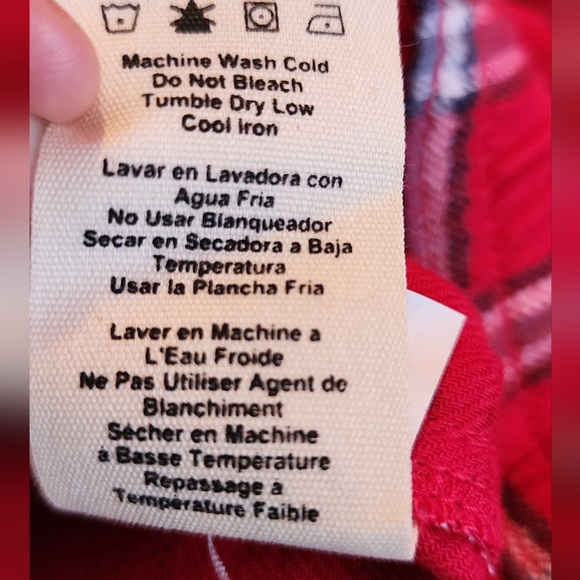 Machine Wash Cold
Do Not Bleach
Tumble Dry Low
Cool Iron
Lavar en Lavadora con
Agua Fria
No Usar Blanqueador
Secar en Secadora a Baja
Temperatura
Usar la Plancha Fria
Laver en Machine a
L'Eau Froide
Ne Pas Utiliser Agent de
Blanchiment
Sécher en Machine
à Basse Température
Repassage a
Température Faible